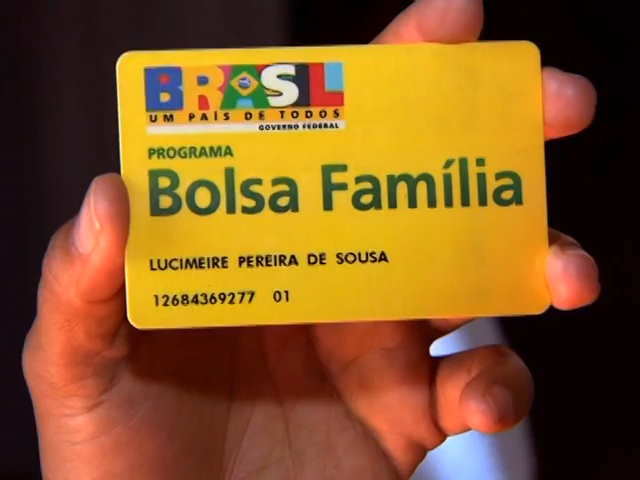 BRASIL
UM PAÍS DE TODOS
GOVERNO FEDERAL
PROGRAMA
Bolsa Família
LUCIMEIRE PEREIRA DE SOUSA
12684369277 01